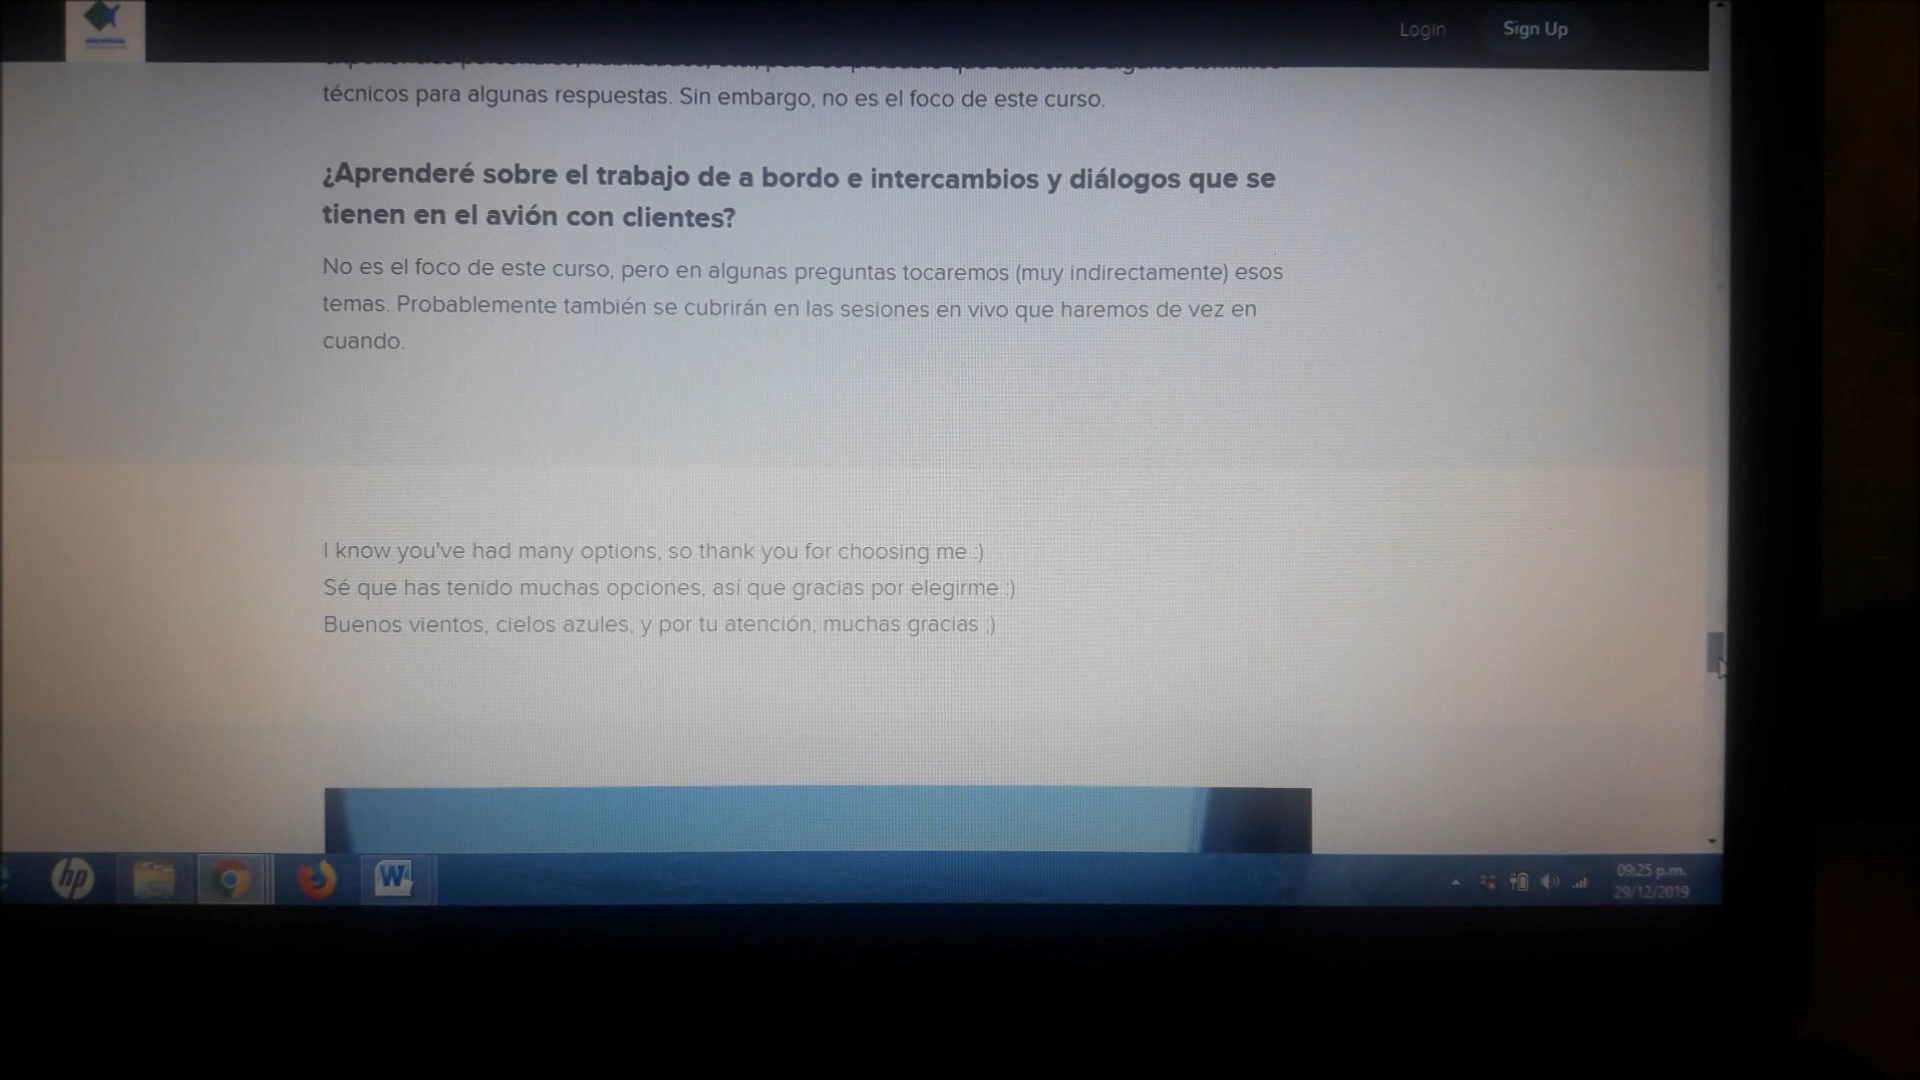 Login
Sign Up
técnicos para algunas respuestas. Sin embargo, no es el foco de este curso.
¿Aprenderé sobre el trabajo de a bordo e intercambios y diálogos que se
tienen en el avión con clientes?
No es el foco de este curso, pero en algunas preguntas tocaremos (muy indirectamente) esos
temas. Probablemente también se cubrirán en las sesiones en vivo que haremos de vez en
cuando.
I know you've had many options, so thank you for choosing me :)
Sé que has tenido muchas opciones, así que gracias por elegirme :)
Buenos vientos, cielos azules, y por tu atención, muchas gracias ;)
hp
W
09:25 p.m.
29/12/2019